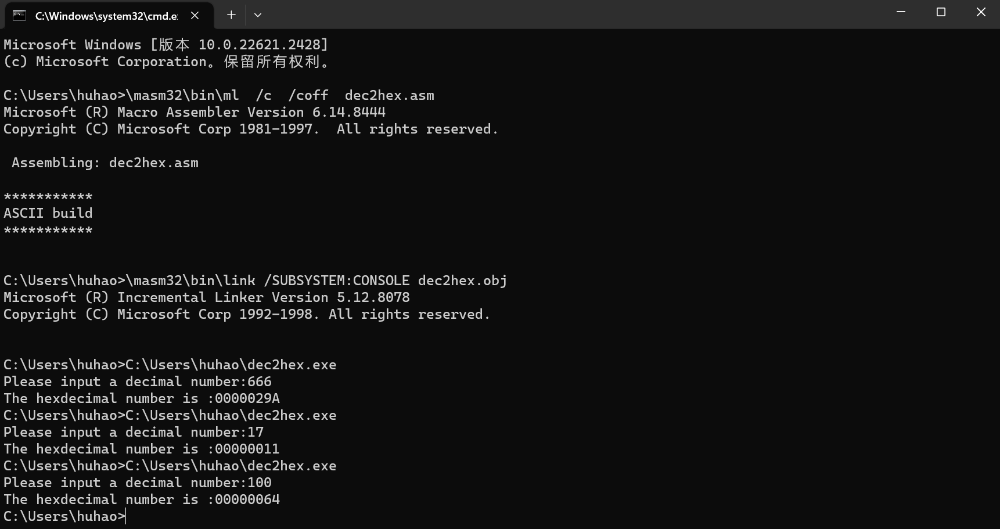 C:\Windows\system32\cmd.e
Microsoft Windows [版本 10.0.22621.2428]
(c) Microsoft Corporation。保留所有权利。
C:\Users\huhao>\masm32\bin\ml  /c  /coff  dec2hex.asm
Microsoft (R) Macro Assembler Version 6.14.8444
Copyright (C) Microsoft Corp 1981-1997.  All rights reserved.
 Assembling: dec2hex.asm
***********
ASCII build
***********
C:\Users\huhao>\masm32\bin\link /SUBSYSTEM:CONSOLE dec2hex.obj
Microsoft (R) Incremental Linker Version 5.12.8078
Copyright (C) Microsoft Corp 1992-1998. All rights reserved.
C:\Users\huhao>C:\Users\huhao\dec2hex.exe
Please input a decimal number:666
The hexdecimal number is :0000029A
C:\Users\huhao>C:\Users\huhao\dec2hex.exe
Please input a decimal number:17
The hexdecimal number is :00000011
C:\Users\huhao>C:\Users\huhao\dec2hex.exe
Please input a decimal number:100
The hexdecimal number is :00000064
C:\Users\huhao>